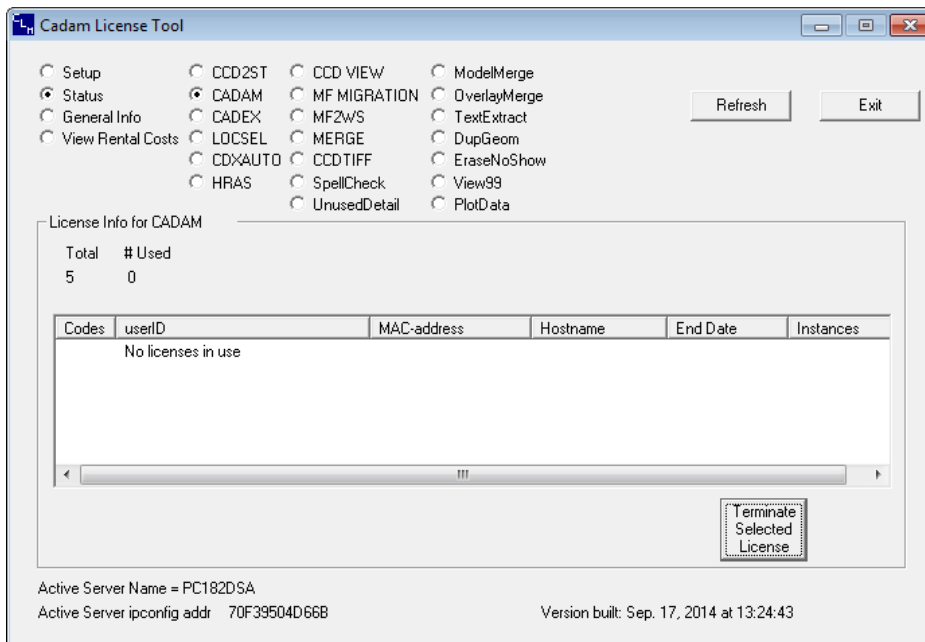 CLM Cadam License Tool
Setup CCD2ST CCD VIEW ModelMerge
Status CADAM MF MIGRATION OverlayMerge Refresh Exit
General Info CADEX MF2WS TextExtract
View Rental Costs LOCSEL MERGE DupGeom
CDXAUTO CCDTIFF EraseNoShow
HRAS SpellCheck View99
UnusedDetail PlotData
License Info for CADAM
Total # Used
5 0
Codes userID MAC-address Hostname End Date Instances
No licenses in use
Terminate
Selected
License
Active Server Name = PC182DSA
Active Server ipconfig addr 70F39504D66B Version built: Sep. 17, 2014 at 13:24:43